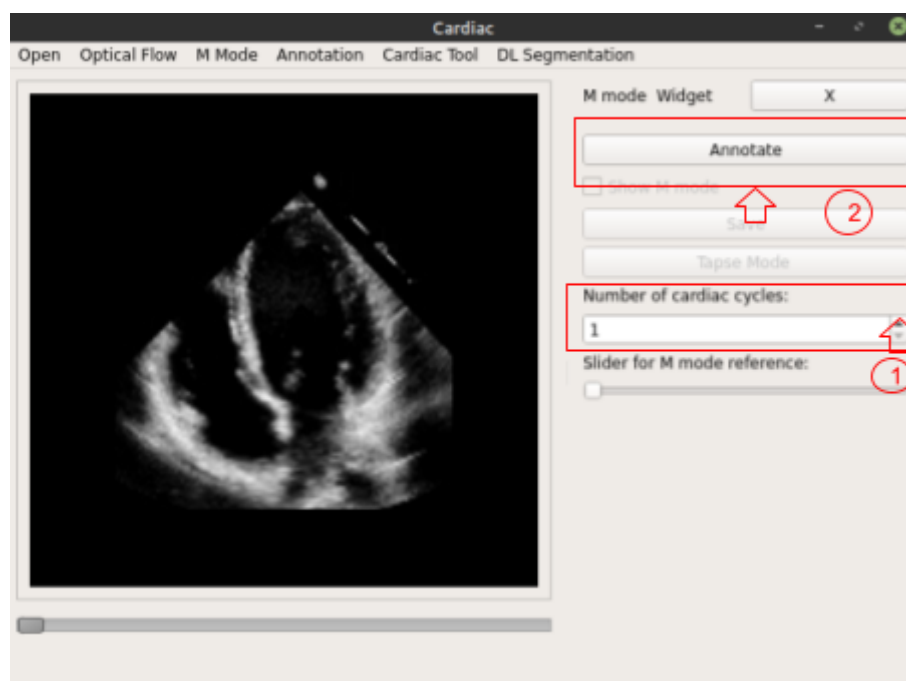 Cardiac
Open Optical Flow M Mode Annotation Cardiac Tool DL Segmentation
M mode Widget X
Annotate
Show M mode
2
Save
Tapse Mode
Number of cardiac cycles:
1
Slider for M mode reference:
1